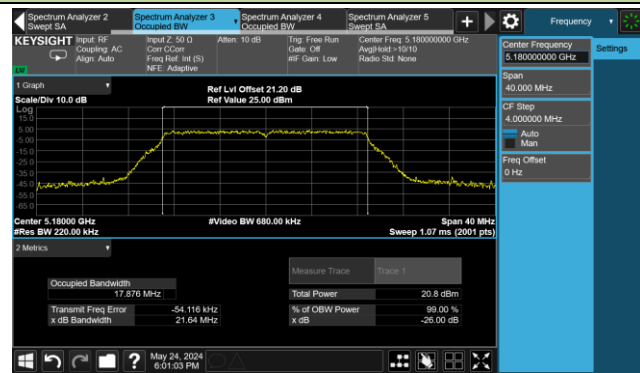 Spectrum Analyzer 2
Swept SA
Spectrum Analyzer 3
Occupied BW
Spectrum Analyzer 4
Occupied BW
Spectrum Analyzer 5
Swept SA
Frequency
KEYSIGHT
Input: RF
Coupling: AC
Align: Auto
Input Z: 50 Ω
Corr CCorr
Freq Ref: Int (S)
NFE: Adaptive
Atten: 10 dB
Trig: Free Run
Gate: Off
#IF Gain: Low
Center Freq: 5.180000000 GHz
Avg|Hold:>10/10
Radio Std: None
Center Frequency
5.180000000 GHz
Settings
Span
40.000 MHz
CF Step
4.000000 MHz
Auto
Man
Freq Offset
0 Hz
1 Graph
Scale/Div 10.0 dB
Ref Lvl Offset 21.20 dB
Ref Value 25.00 dBm
Log
15.0
5.00
-5.00
-15.0
-25.0
-35.0
-45.0
-55.0
-65.0
Center 5.18000 GHz
#Video BW 680.00 kHz
Span 40 MHz
#Res BW 220.00 kHz
Sweep 1.07 ms (2001 pts)
2 Metrics
Measure Trace
Trace 1
Occupied Bandwidth
17.876 MHz
Total Power
20.8 dBm
Transmit Freq Error
-54.116 kHz
% of OBW Power
99.00 %
x dB Bandwidth
21.64 MHz
x dB
-26.00 dB
May 24, 2024
6:01:03 PM